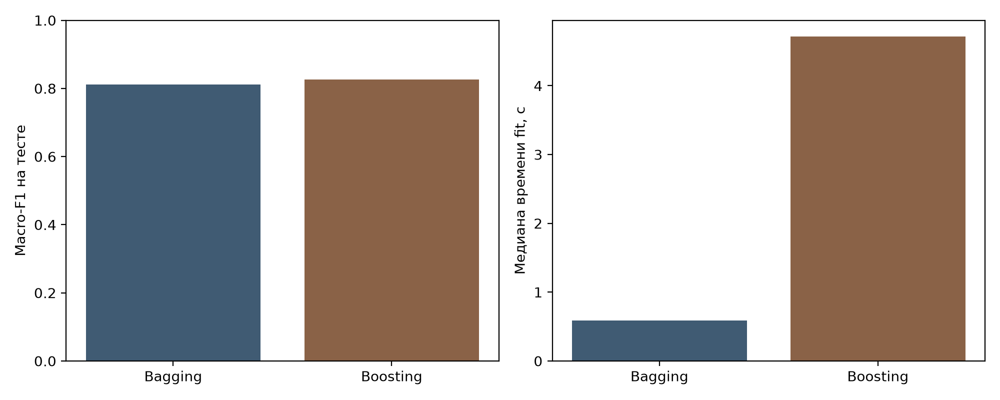 Macro-F1 на тесте
1.0
0.8
0.6
0.4
0.2
0.0
Bagging
Boosting
Медиана времени fit, с
4
3
2
1
0
Bagging
Boosting